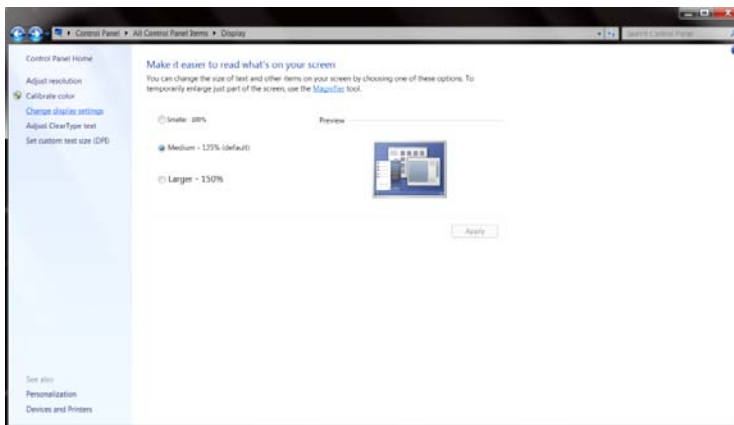 Control Panel ▸ All Control Panel Items ▸ Display
Search Control Panel
Control Panel Home
Adjust resolution
Calibrate color
Change display settings
Adjust ClearType text
Set custom text size (DPI)
Make it easier to read what's on your screen
You can change the size of text and other items on your screen by choosing one of these options. To
temporarily enlarge just part of the screen, use the Magnifier tool.
Smaller - 100%
Preview
Medium - 125% (default)
Larger - 150%
Apply
See also
Personalization
Devices and Printers